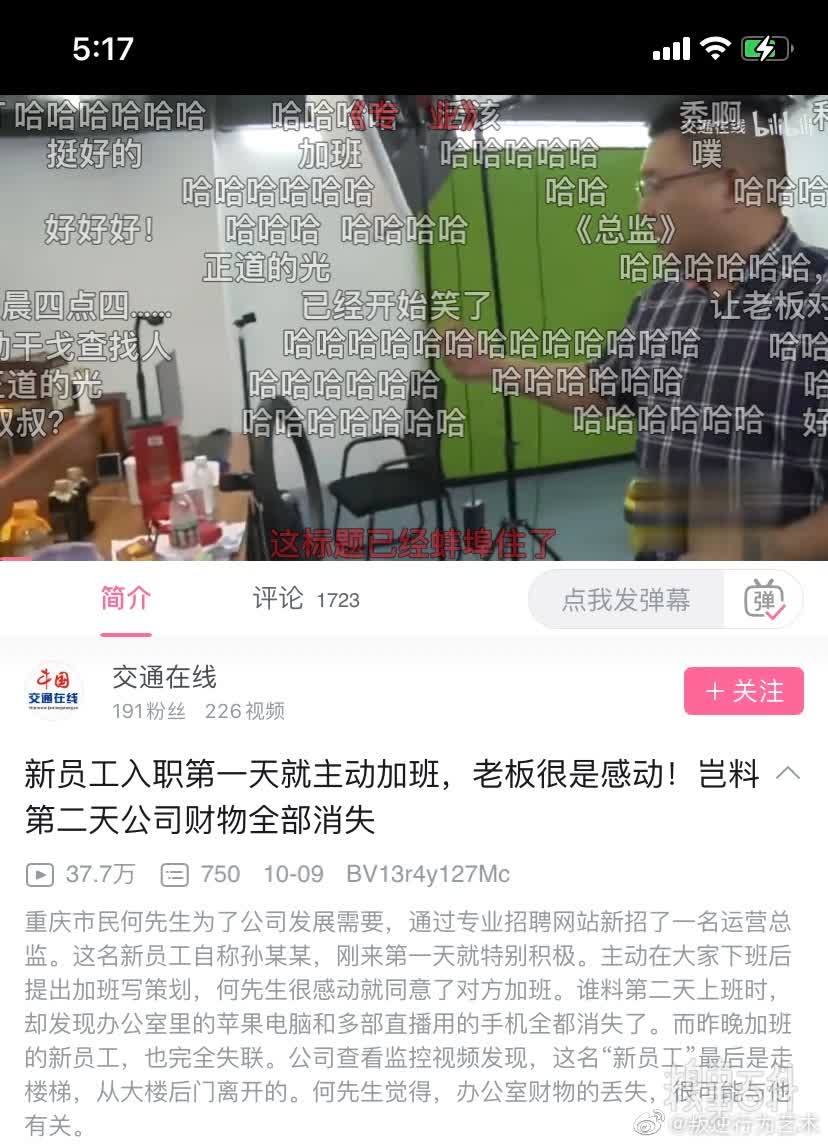 5:17
哈哈哈哈哈哈
哈哈哈哈
秃啊
交通在线 bilibili
挺好的
加班
哈哈哈哈哈
噗
哈哈哈哈哈哈
哈哈
哈哈哈
好好好！
哈哈哈
哈哈哈哈
《总监》
正道的光
哈哈哈哈哈哈，
晨四点四.....
已经开始笑了
让老板对
动干戈查找人
哈哈哈哈哈哈哈哈哈哈哈哈哈
哈哈
正道的光
哈哈哈哈哈哈
哈哈哈哈哈哈
叔叔？
哈哈哈哈哈哈哈
哈哈哈哈哈哈
好
这标题已经蚌埠住了
简介
评论 1723
点我发弹幕
弹
交通在线
交通在线
191粉丝 226视频
＋ 关注
新员工入职第一天就主动加班，老板很是感动！岂料
第二天公司财物全部消失
37.7万 750 10-09 BV13r4y127Mc
重庆市民何先生为了公司发展需要，通过专业招聘网站新招了一名运营总
监。这名新员工自称孙某某，刚来第一天就特别积极。主动在大家下班后
提出加班写策划，何先生很感动就同意了对方加班。谁料第二天上班时，
却发现办公室里的苹果电脑和多部直播用的手机全都消失了。而昨晚加班
的新员工，也完全失联。公司查看监控视频发现，这名“新员工”最后是走
楼梯，从大楼后门离开的。何先生觉得，办公室财物的丢失，很可能与他
有关。
@叛逆行为艺术